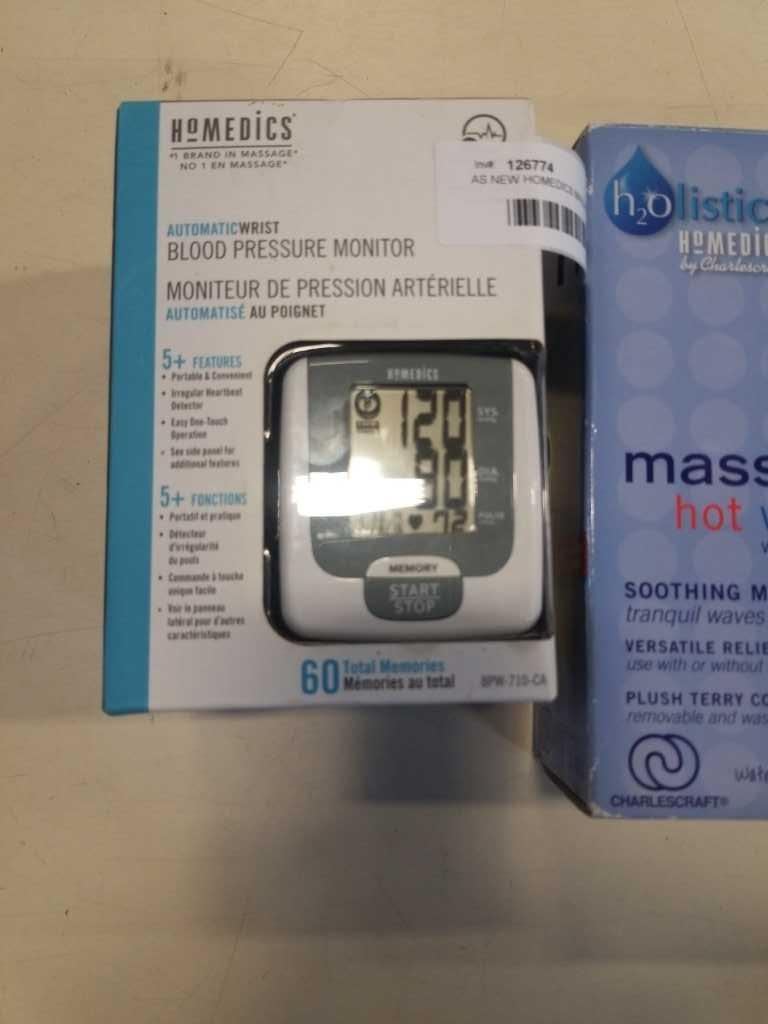 HoMEDiCS
#1 BRAND IN MASSAGE*
NO 1 EN MASSAGE*
Inv# 126774
AS NEW HOMEDICS
AUTOMATIC WRIST
BLOOD PRESSURE MONITOR
MONITEUR DE PRESSION ARTÉRIELLE
AUTOMATISÉ AU POIGNET
5+ FEATURES
• Portable & Convenient
• Irregular Heartbeat
Detector
• Easy One-Touch
Operation
• See side panel for
additional features
5+ FONCTIONS
• Portatif et pratique
• Détecteur
d'irrégularité
du pouls
• Commande à touche
unique facile
• Voir le panneau
latéral pour d'autres
caractéristiques
HoMEDICS
120
SYS.
DIA.
72
PULSE
MEMORY
START
STOP
60 Total Memories
Mémories au total
BPW-710-CA
h2olistic
HoMEDI
by Charlescra
mass
hot
SOOTHING M
tranquil waves
VERSATILE RELIE
use with or without
PLUSH TERRY CO
removable and was
wate
CHARLESCRAFT®